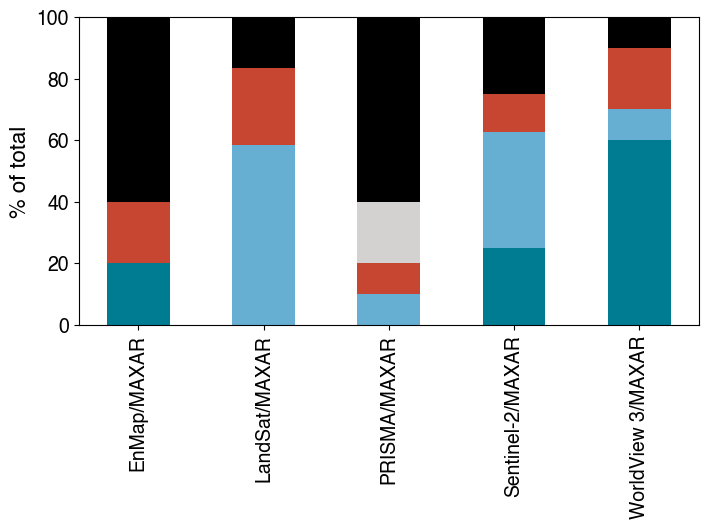 % of total
100
80
60
40
20
0
EnMap/MAXAR
LandSat/MAXAR
PRISMA/MAXAR
Sentinel-2/MAXAR
WorldView 3/MAXAR